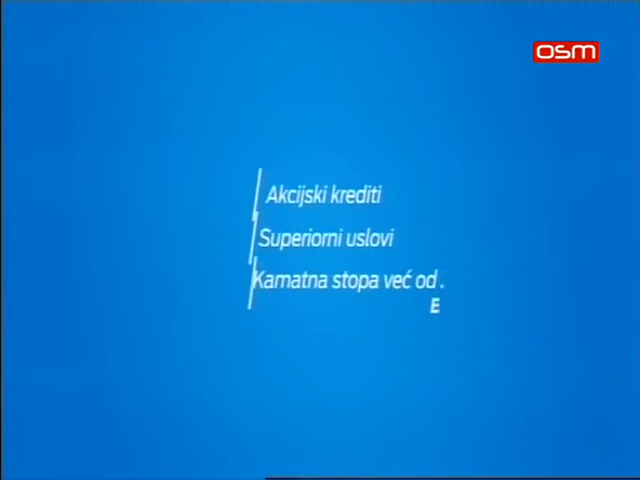 OSM
Akcijski krediti
Superiorni uslovi
Kamatna stopa već od
E